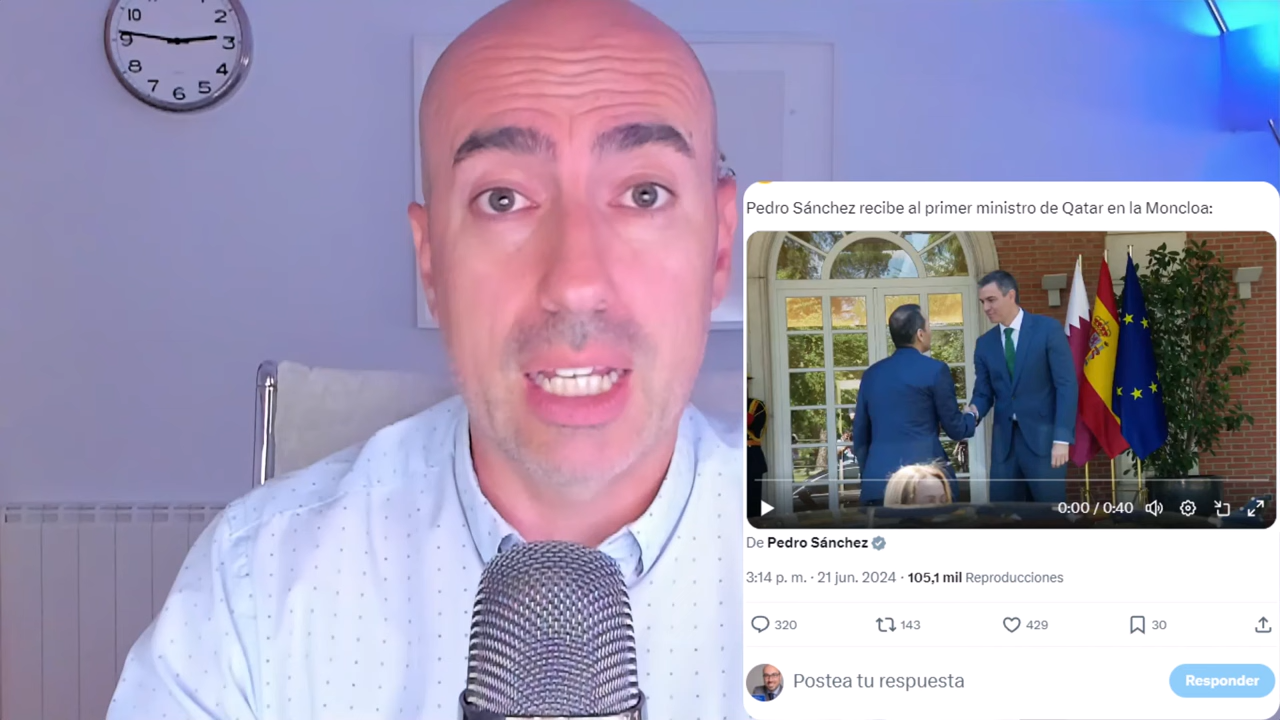 10
2
9
3
8
4
7
6
5
Pedro Sánchez recibe al primer ministro de Qatar en la Moncloa:
0:00 / 0:40
De Pedro Sánchez
3:14 p. m. · 21 jun. 2024 · 105,1 mil Reproducciones
320
143
429
30
Postea tu respuesta
Responder